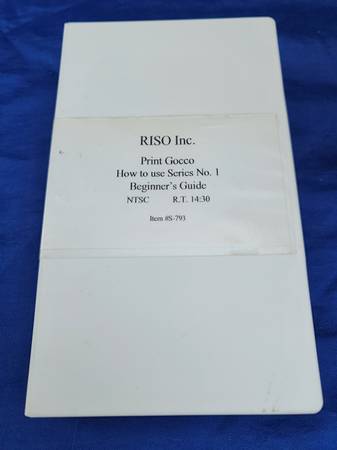 RISO Inc.
Print Gocco
How to use Series No. 1
Beginner's Guide
NTSC R.T. 14:30
Item #S-793